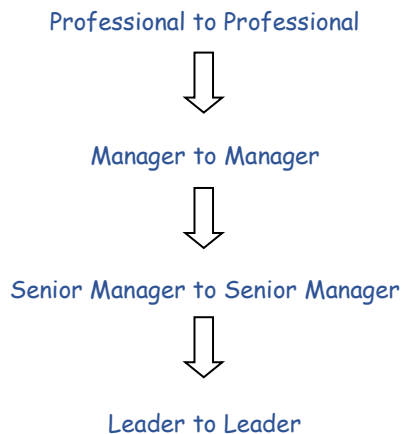 Professional to Professional
Manager to Manager
Senior Manager to Senior Manager
Leader to Leader